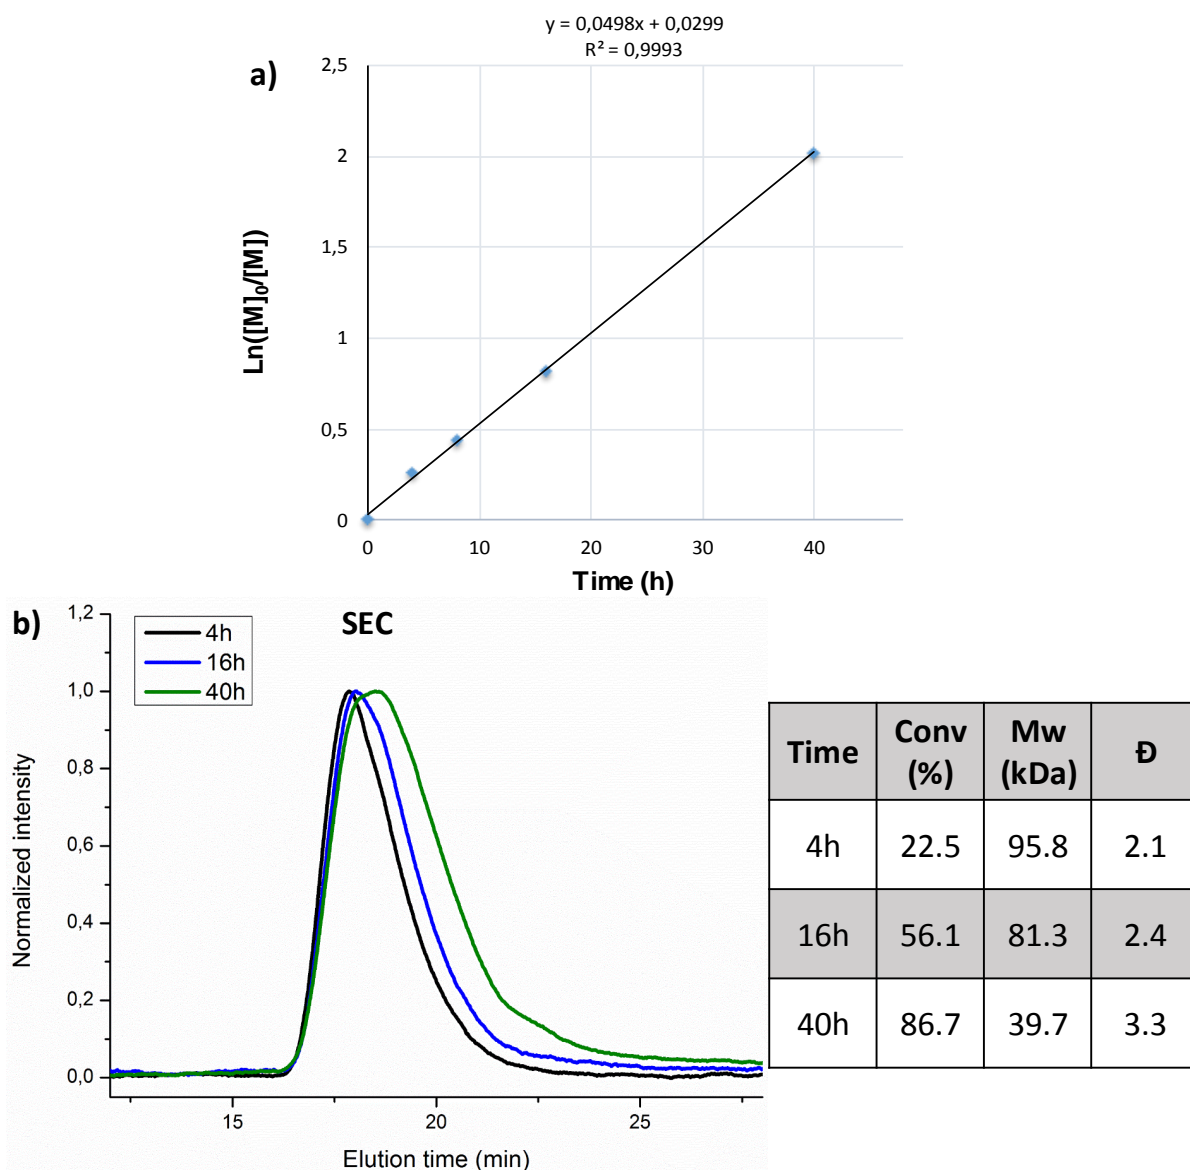 y = 0,0498x + 0,0299
R² = 0,9993
a)
2,5
2
1,5
1
0,5
0
Ln([M]₀/[M])
0 10 20 30 40
Time (h)
b)
SEC
4h
16h
40h
1,2
1,0
0,8
0,6
0,4
0,2
0,0
Normalized intensity
15 20 25
Elution time (min)
Time Conv (%) Mw (kDa) Đ
4h 22.5 95.8 2.1
16h 56.1 81.3 2.4
40h 86.7 39.7 3.3